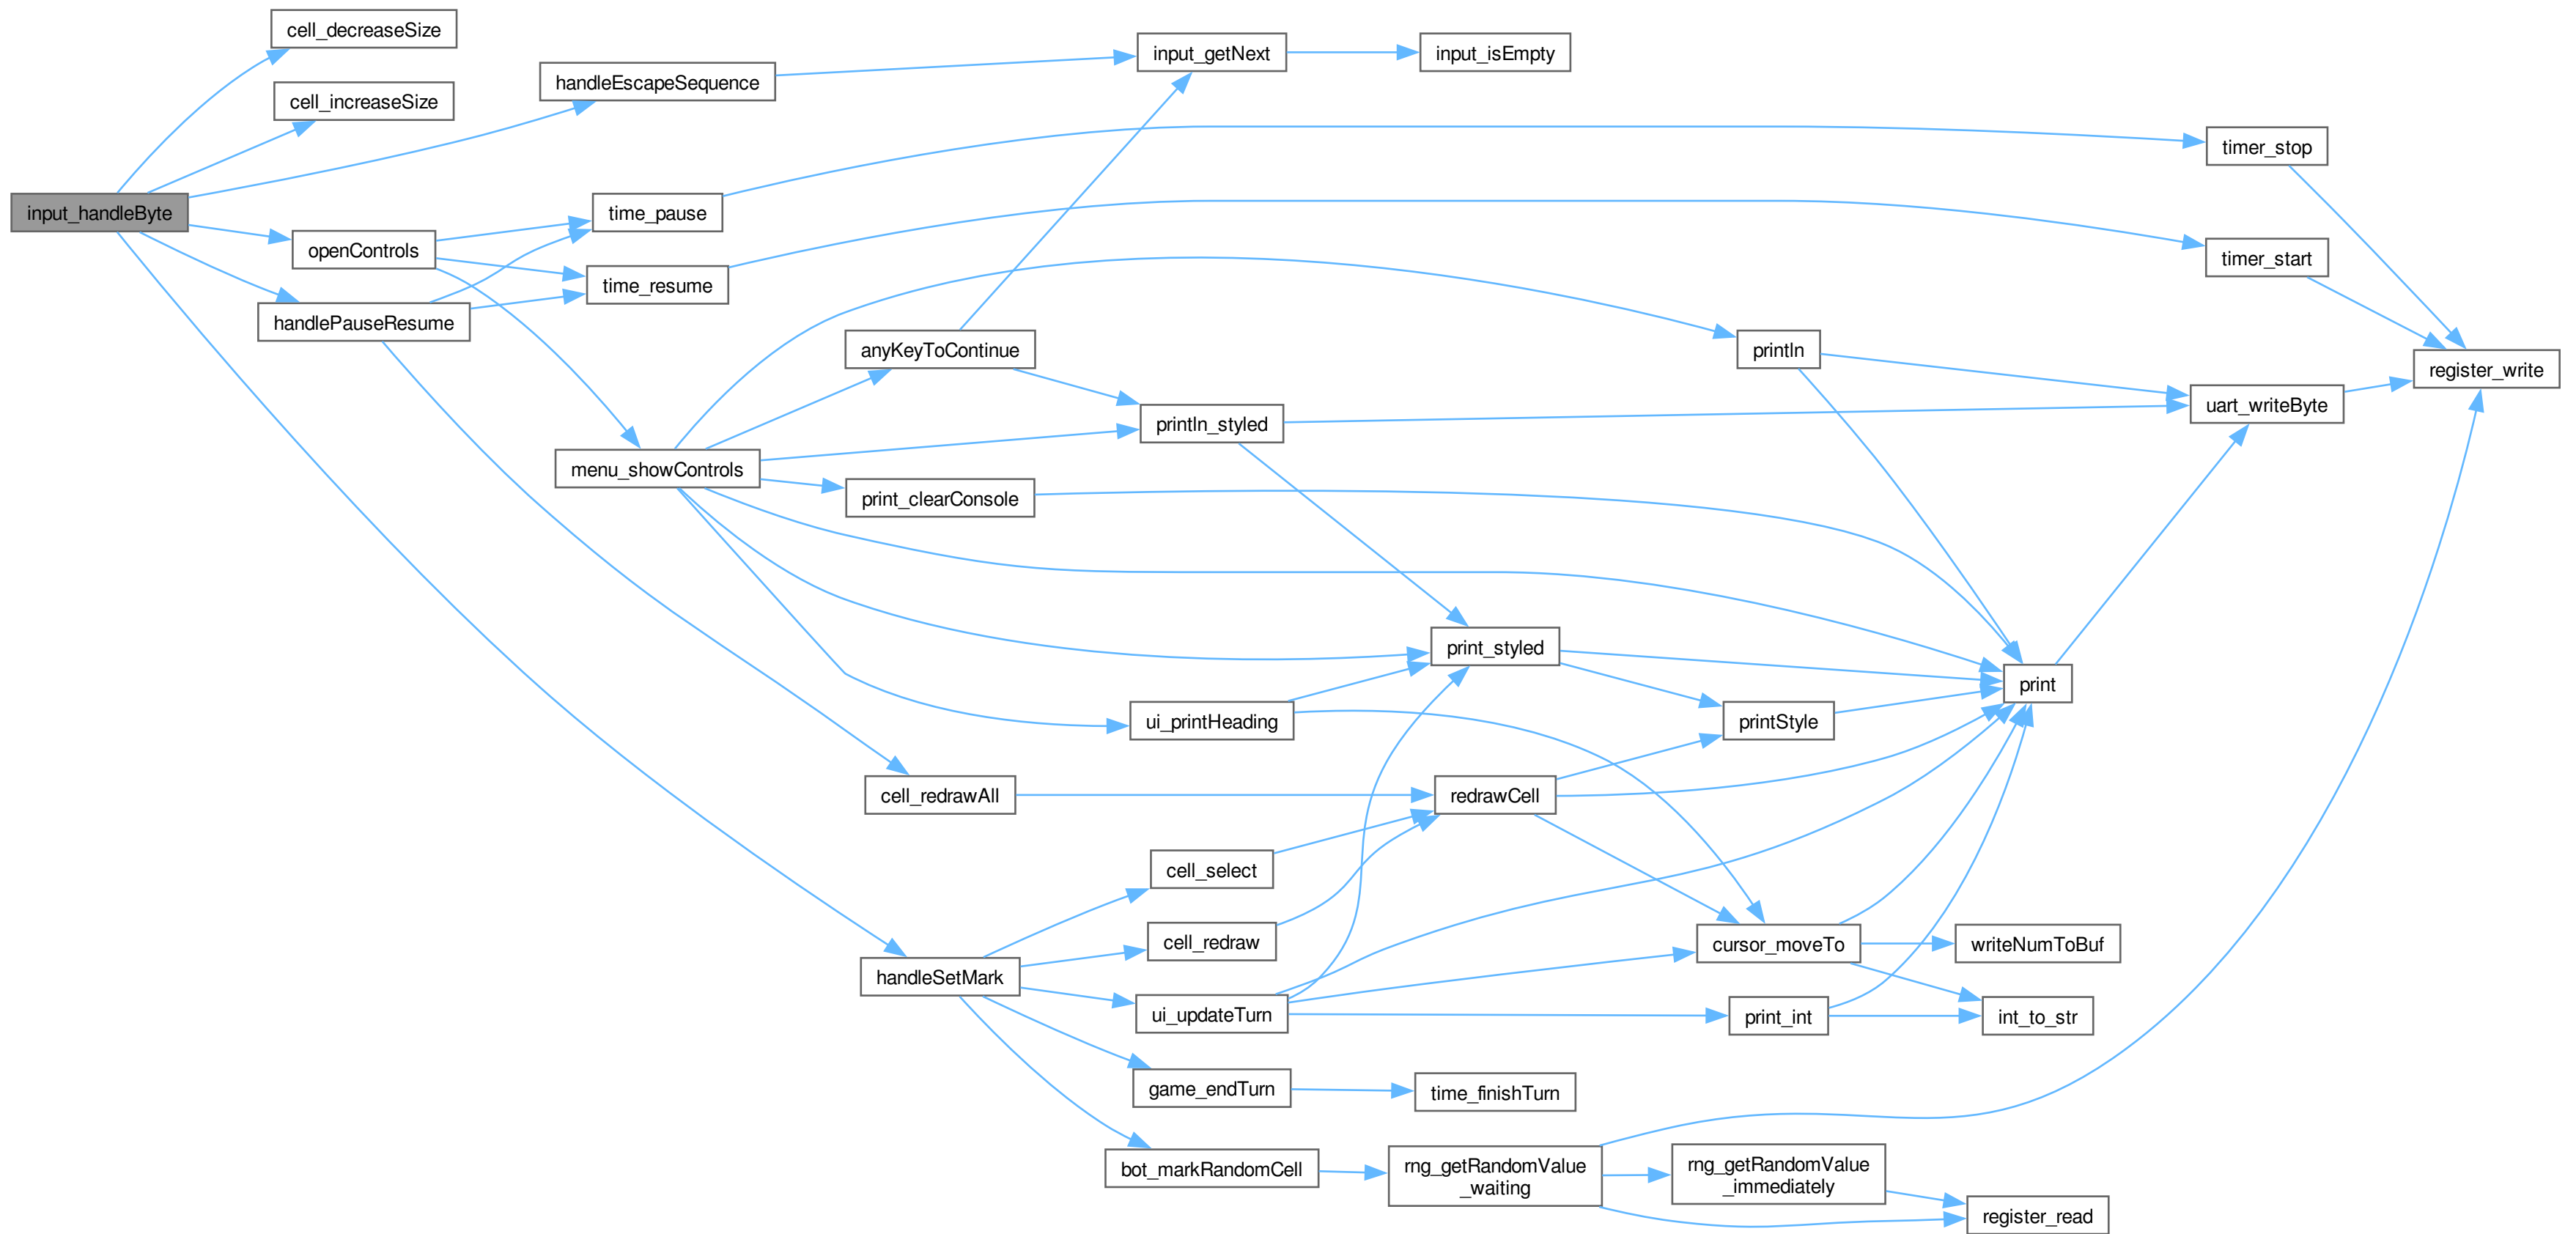 cell_decreaseSize
cell_increaseSize
input_handleByte
handleEscapeSequence
openControls
handlePauseResume
time_pause
time_resume
input_getNext
input_isEmpty
timer_stop
timer_start
register_write
anyKeyToContinue
println
println_styled
uart_writeByte
menu_showControls
print_clearConsole
print_styled
print
ui_printHeading
printStyle
cell_redrawAll
redrawCell
cell_select
cell_redraw
cursor_moveTo
writeNumToBuf
handleSetMark
ui_updateTurn
print_int
int_to_str
game_endTurn
time_finishTurn
bot_markRandomCell
rng_getRandomValue
_waiting
rng_getRandomValue
_immediately
register_read